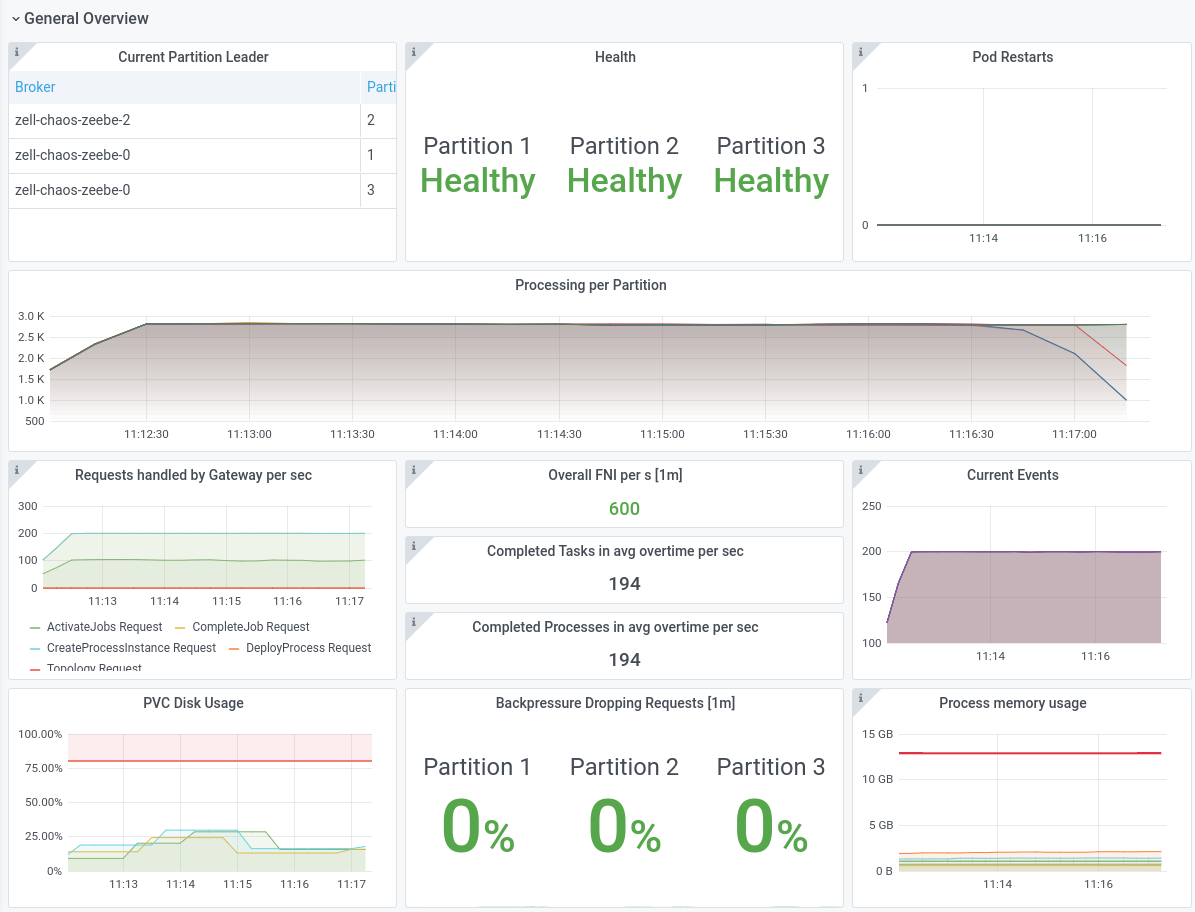 General Overview
Current Partition Leader
Broker
Parti
zell-chaos-zeebe-2
2
zell-chaos-zeebe-0
1
zell-chaos-zeebe-0
3
Health
Partition 1
Partition 2
Partition 3
Healthy
Healthy
Healthy
Pod Restarts
1
0
11:14
11:16
Processing per Partition
3.0 K
2.5 K
2.0 K
1.5 K
1.0 K
500
11:12:30
11:13:00
11:13:30
11:14:00
11:14:30
11:15:00
11:15:30
11:16:00
11:16:30
11:17:00
Requests handled by Gateway per sec
300
200
100
0
11:13
11:14
11:15
11:16
11:17
ActivateJobs Request
CompleteJob Request
CreateProcessInstance Request
DeployProcess Request
Topology Request
Overall FNI per s [1m]
600
Completed Tasks in avg overtime per sec
194
Completed Processes in avg overtime per sec
194
Current Events
250
200
150
100
11:14
11:16
PVC Disk Usage
100.00%
75.00%
50.00%
25.00%
0%
11:13
11:14
11:15
11:16
11:17
Backpressure Dropping Requests [1m]
Partition 1
Partition 2
Partition 3
0%
0%
0%
Process memory usage
15 GB
10 GB
5 GB
0 B
11:14
11:16